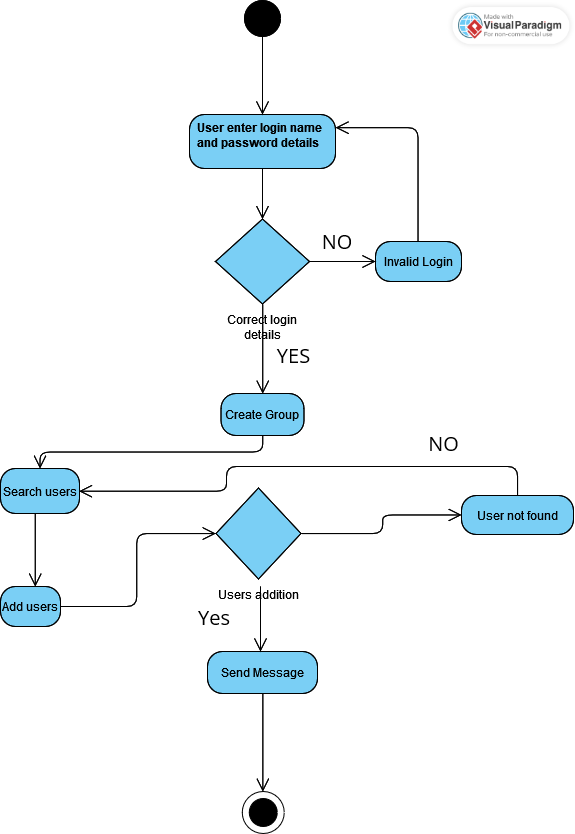 Made with
Visual Paradigm
For non-commercial use
User enter login name
and password details
NO
Invalid Login
Correct login
details
YES
Create Group
NO
Search users
User not found
Add users
Users addition
Yes
Send Message